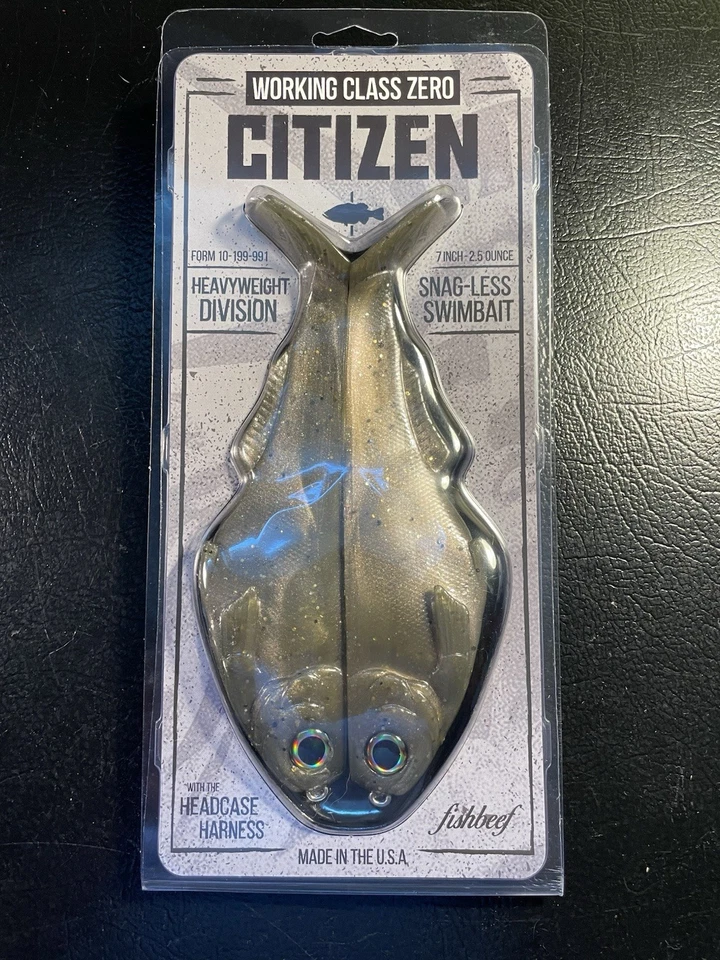 WORKING CLASS ZERO
CITIZEN
FORM 10-199-991
7 INCH - 2.5 OUNCE
HEAVYWEIGHT
DIVISION
SNAG-LESS
SWIMBAIT
"WITH THE
HEADCASE
HARNESS
fishbeef
MADE IN THE U.S.A.